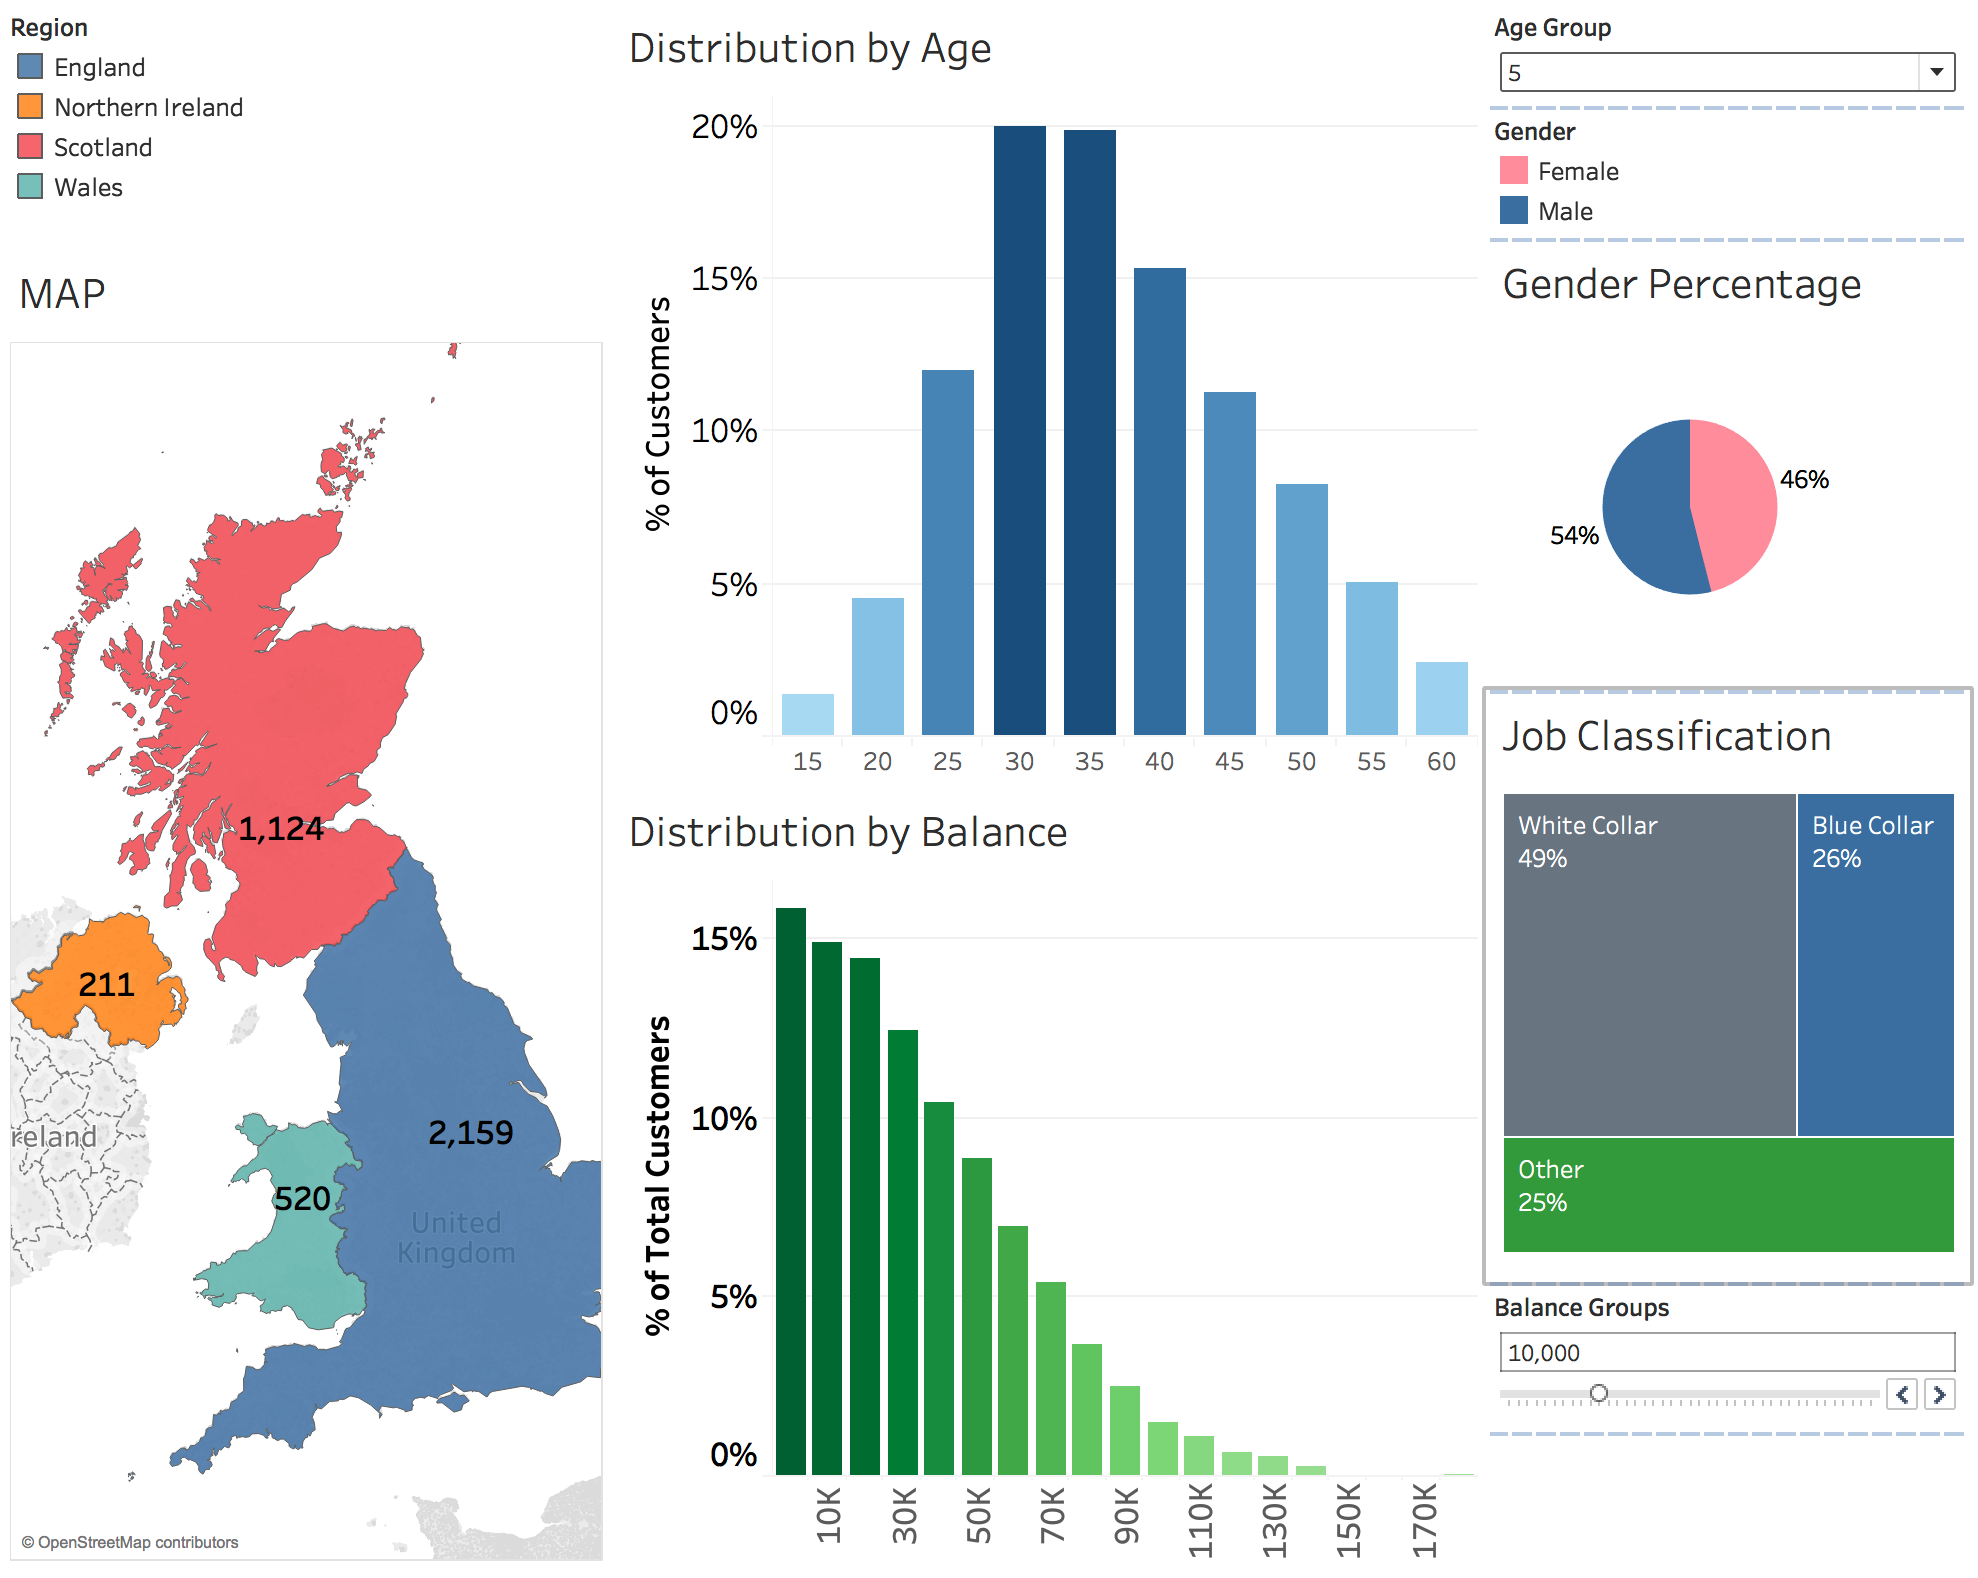 Region
England
Northern Ireland
Scotland
Wales
MAP
1,124
211
2,159
520
reland
United
Kingdom
© OpenStreetMap contributors
Distribution by Age
% of Customers
20%
15%
10%
5%
0%
15 20 25 30 35 40 45 50 55 60
Distribution by Balance
% of Total Customers
15%
10%
5%
0%
10K 30K 50K 70K 90K 110K 130K 150K 170K
Age Group
5
Gender
Female
Male
Gender Percentage
46%
54%
Job Classification
White Collar
49%
Blue Collar
26%
Other
25%
Balance Groups
10,000